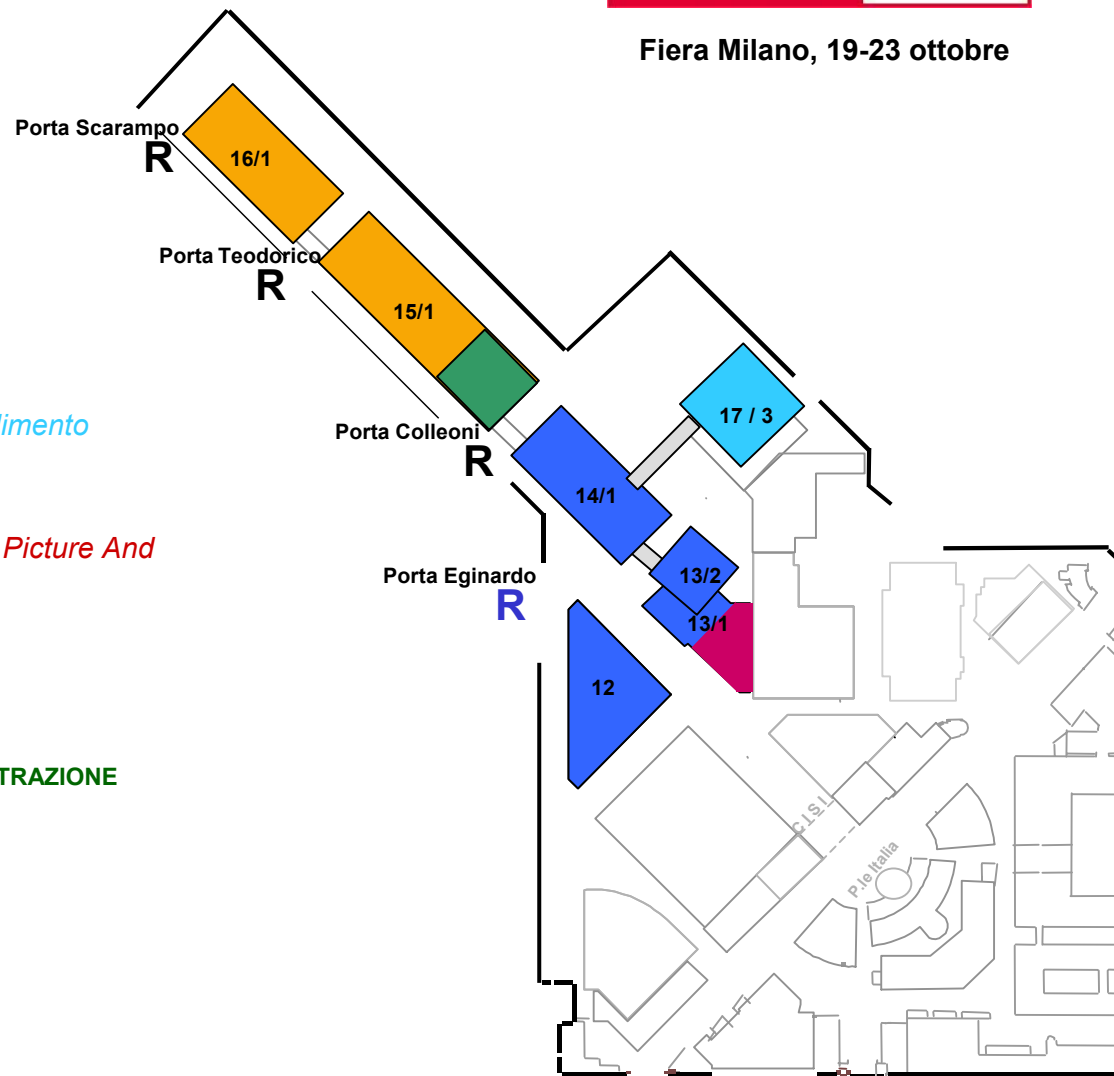 Fiera Milano, 19-23 ottobre
Porta Scarampo
R
16/1
Porta Teodorico
R
15/1
17 / 3
limento
Porta Colleoni
R
14/1
Picture And
Porta Eginardo
R
13/2
13/1
12
TRAZIONE
C I S I
P.le Italia